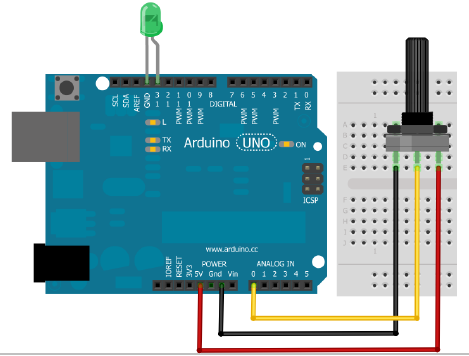 SCL
SDA
AREF
GND
13
12
11 PWM
10 PWM
9 PWM
8
DIGITAL
7
6 PWM
5 PWM
4
3 PWM
2
1 TX
0 RX
L
TX
RX
Arduino UNO
ON
ICSP
www.arduino.cc
POWER
ANALOG IN
IOREF
RESET
3V3
5V
Gnd
Vin
0 1 2 3 4 5